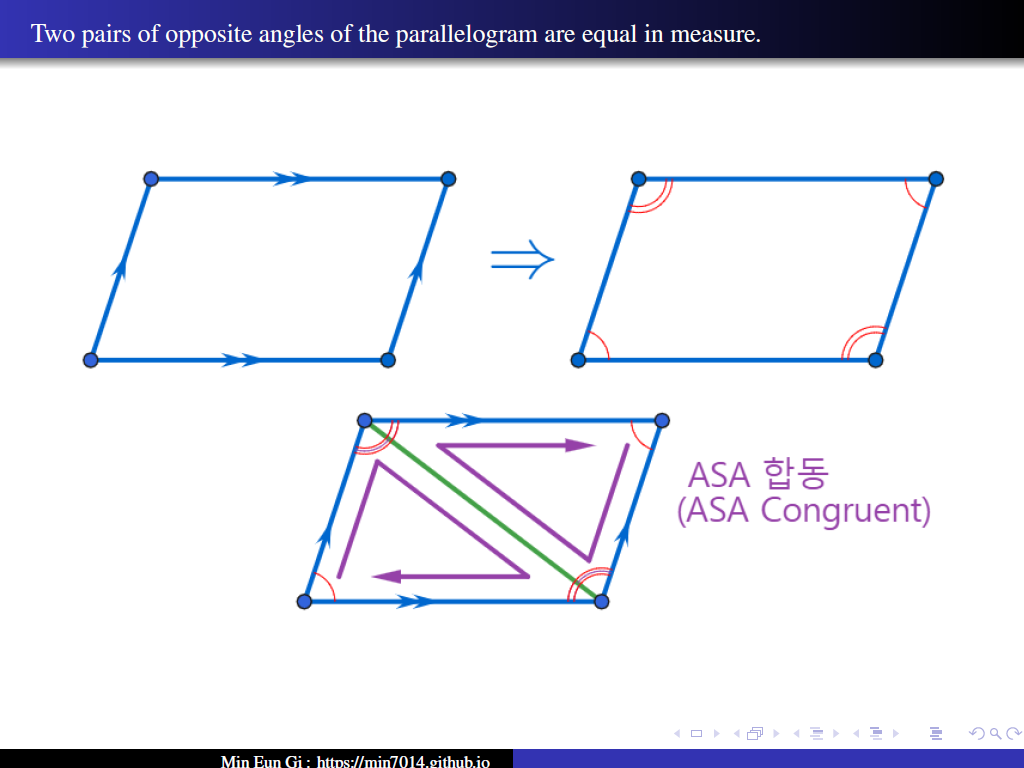 Two pairs of opposite angles of the parallelogram are equal in measure.
ASA 합동
(ASA Congruent)
Min Eun Gi : https://min7014.github.io